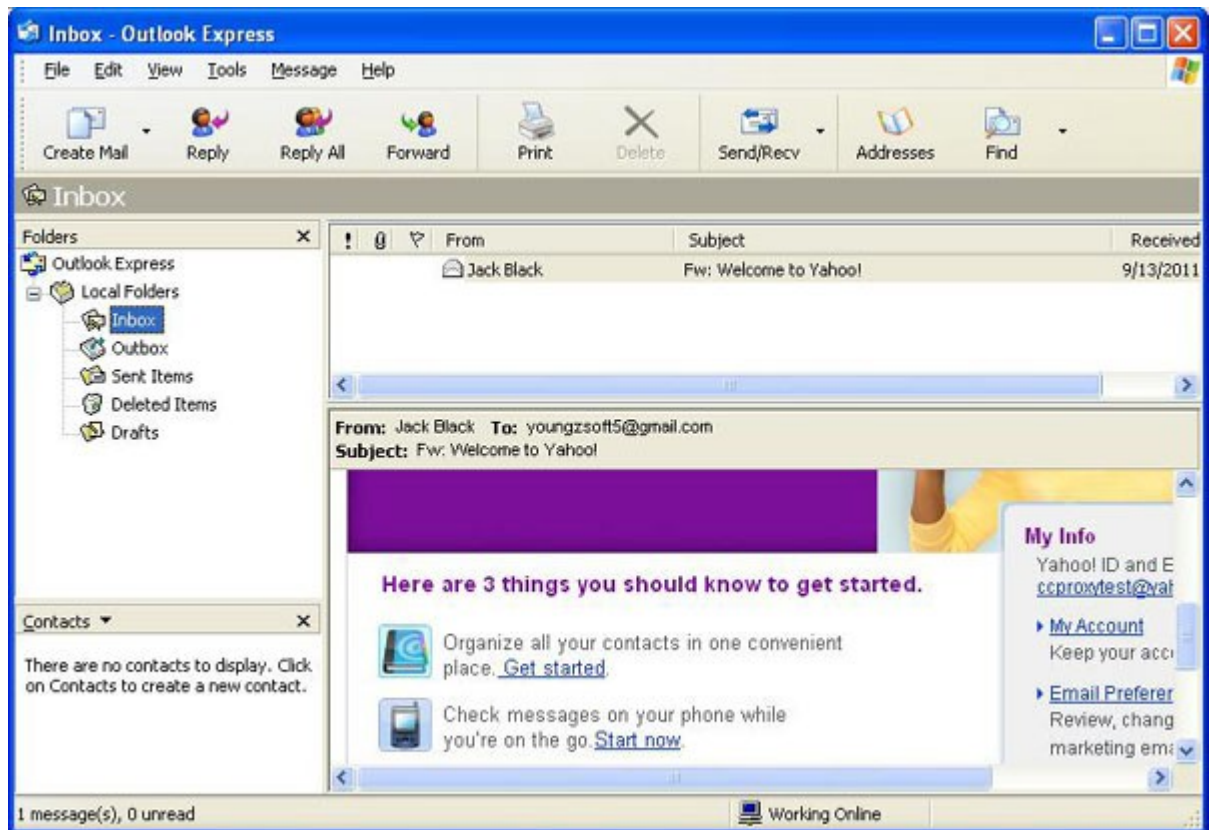 Inbox - Outlook Express
File Edit View Tools Message Help
Create Mail Reply Reply All Forward Print Delete Send/Recv Addresses Find
Inbox
Folders
Outlook Express
Local Folders
Inbox
Outbox
Sent Items
Deleted Items
Drafts
Contacts
There are no contacts to display. Click
on Contacts to create a new contact.
! From Subject Received
Jack Black Fw: Welcome to Yahoo! 9/13/2011
From: Jack Black To: youngzsoft5@gmail.com
Subject: Fw: Welcome to Yahoo!
Here are 3 things you should know to get started.
Organize all your contacts in one convenient
place. Get started.
Check messages on your phone while
you're on the go. Start now.
My Info
Yahoo! ID and E
ccproxytest@yah
My Account
Keep your acc
Email Preferen
Review, chang
marketing ema
1 message(s), 0 unread Working Online